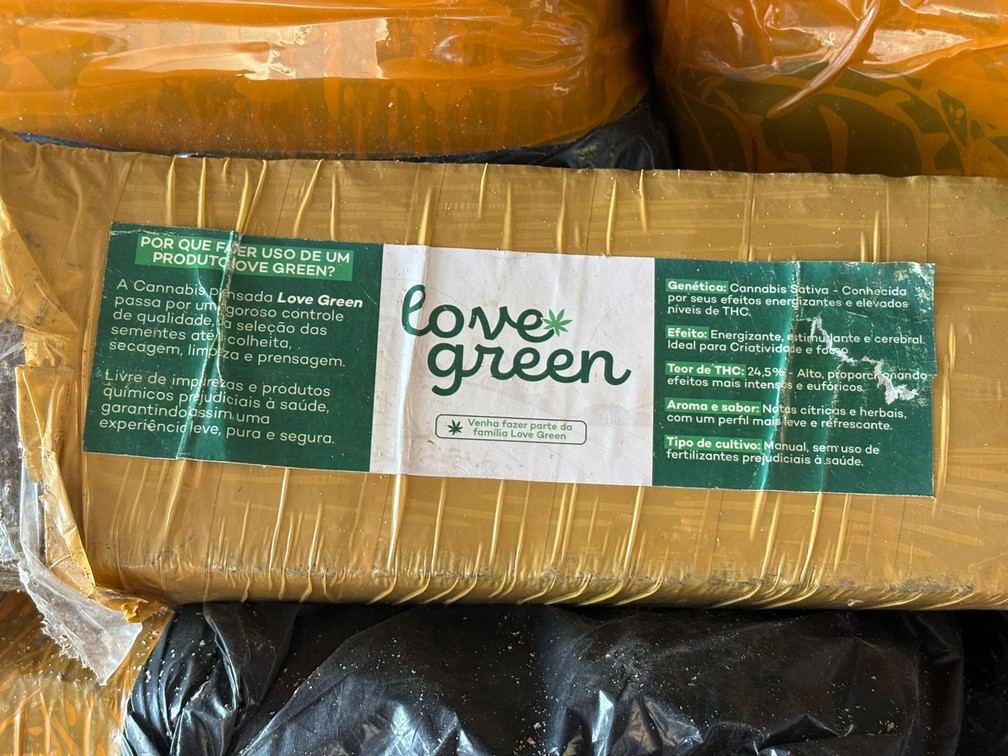 POR QUE FAZER USO DE UM
PRODUTO LOVE GREEN?
A Cannabis prensada Love Green
passa por um rigoroso controle
de qualidade, da seleção das
sementes até a colheita,
secagem, limpeza e prensagem.
Livre de impurezas e produtos
químicos prejudiciais à saúde,
garantindo assim uma
experiência leve, pura e segura.
love
green
Venha fazer parte da
família Love Green
Genética: Cannabis Sativa - Conhecida
por seus efeitos energizantes e elevados
níveis de THC.
Efeito: Energizante, estimulante e cerebral.
Ideal para Criatividade e foco.
Teor de THC: 24,5% - Alto, proporcionando
efeitos mais intensos e eufóricos.
Aroma e sabor: Notas cítricas e herbais,
com um perfil mais leve e refrescante.
Tipo de cultivo: Manual, sem uso de
fertilizantes prejudiciais à saúde.